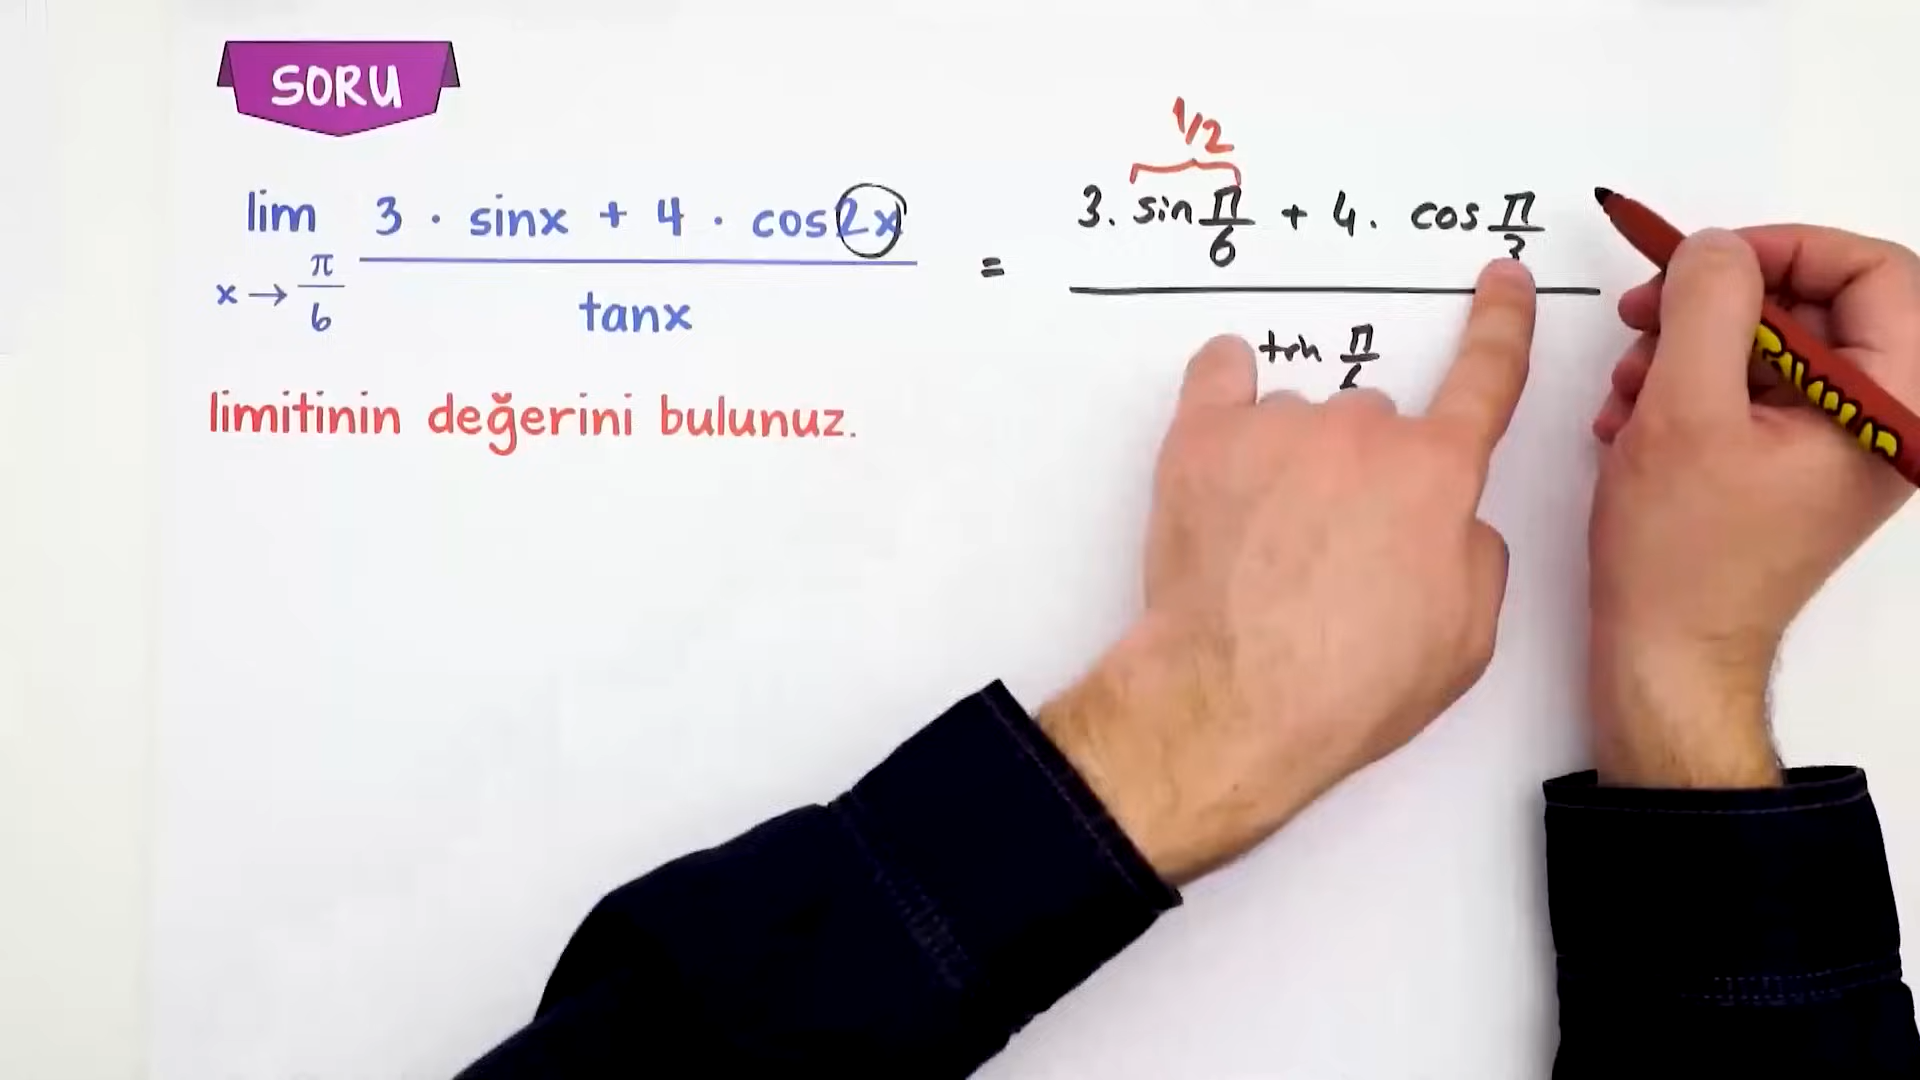 SORU
lim 3 · sinx + 4 · cos2x
x → π/6 tanx
limitinin değerini bulunuz.
1/2
= 3. sin π/6 + 4. cos π/3
tan π/6